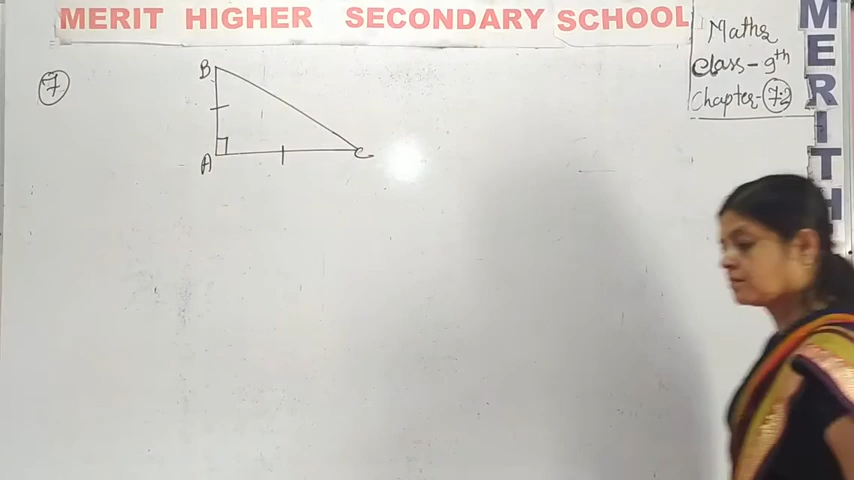 MERIT HIGHER SECONDARY SCHOOL
Maths
Class - 9th
Chapter - 7.2
MERITH
7
B
A
C